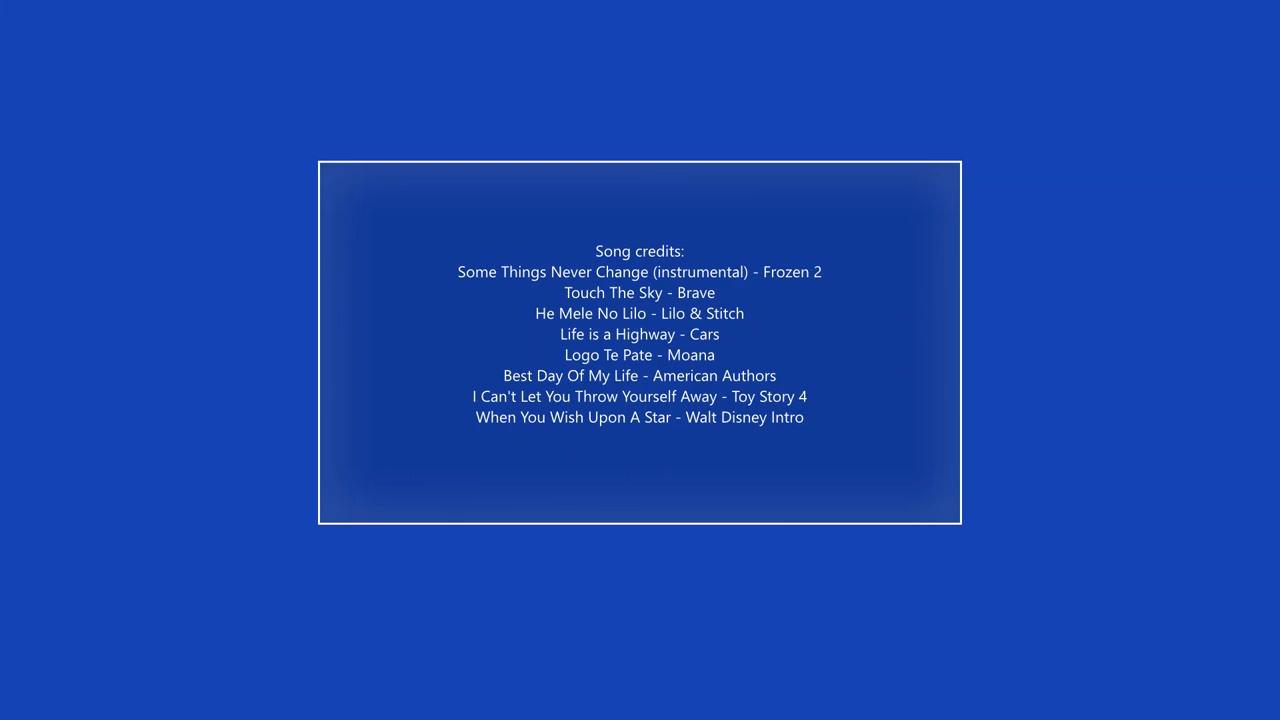 Song credits:
Some Things Never Change (instrumental) - Frozen 2
Touch The Sky - Brave
He Mele No Lilo - Lilo & Stitch
Life is a Highway - Cars
Logo Te Pate - Moana
Best Day Of My Life - American Authors
I Can't Let You Throw Yourself Away - Toy Story 4
When You Wish Upon A Star - Walt Disney Intro